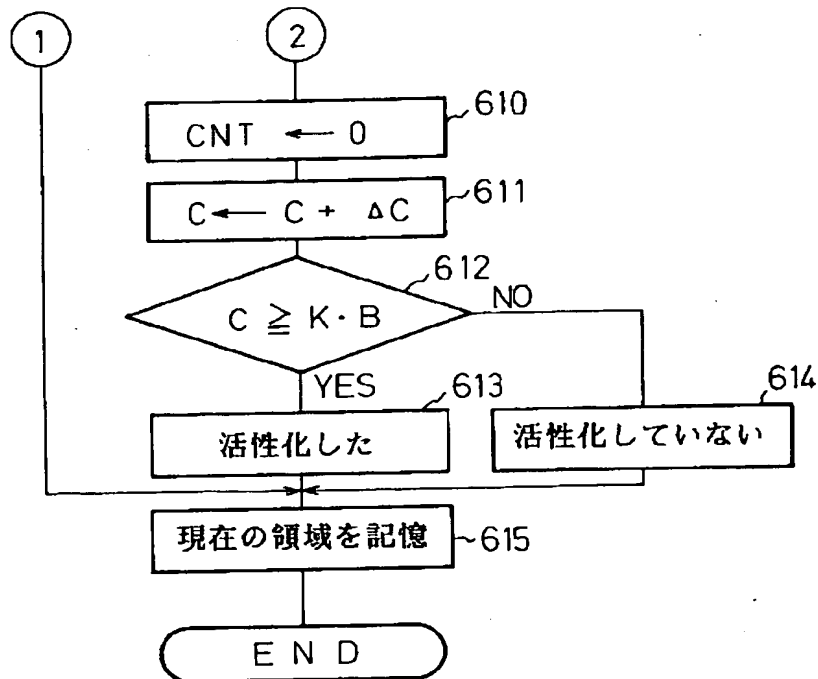 1
2
CNT ← 0
610
C ← C + ΔC
611
612
C ≧ K・B
NO
YES
613
614
活性化した
活性化していない
現在の領域を記憶
615
END